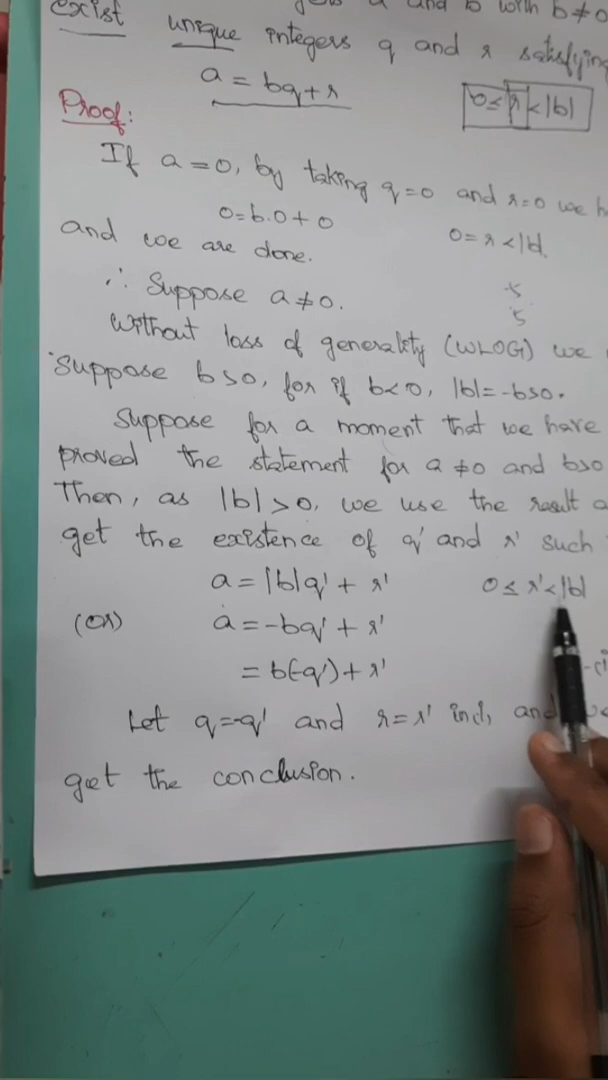 exist unique integers q and r satisfying
a = bq + r
0 ≤ r < |b|
Proof:
If a = 0, by taking q=0 and r=0 we
0 = b.0 + 0
0 = r < |b|.
and we are done.
∴ Suppose a ≠ 0.
Without loss of generality (WLOG) we
suppose b>0, for if b<0, |b| = -b>0.
Suppose for a moment that we have
proved the statement for a ≠0 and b>0
Then, as |b| > 0, we use the result
get the existence of q' and r' such
a = |b|q' + r'
0 ≤ r' < |b|
(OR) a = -bq' + r'
= b(-q') + r'
Let q=-q' and r=r' in (1), and
get the conclusion.